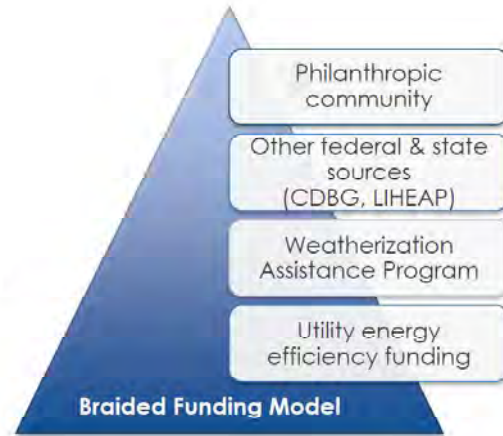 Philanthropic
community
Other federal & state
sources
(CDBG, LIHEAP)
Weatherization
Assistance Program
Utility energy
efficiency funding
Braided Funding Model